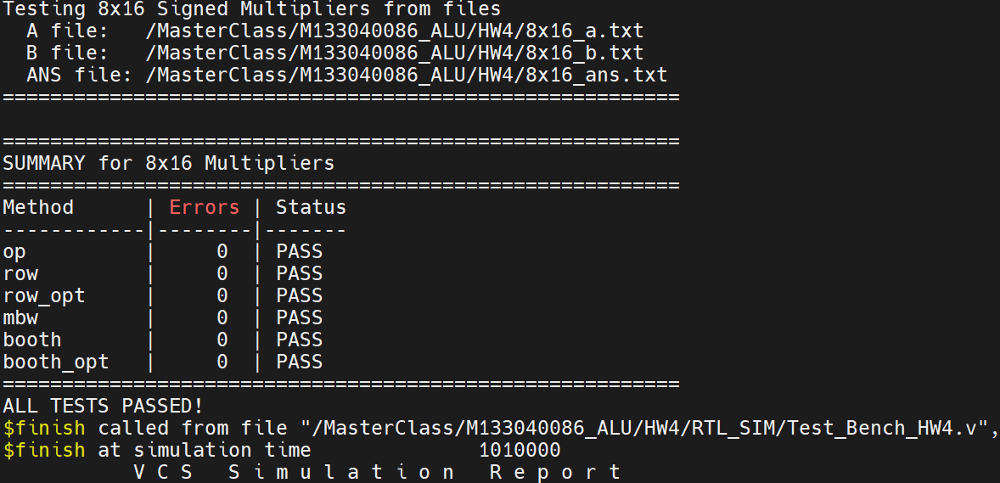 Testing 8x16 Signed Multipliers from files
  A file:   /MasterClass/M133040086_ALU/HW4/8x16_a.txt
  B file:   /MasterClass/M133040086_ALU/HW4/8x16_b.txt
  ANS file: /MasterClass/M133040086_ALU/HW4/8x16_ans.txt
==========================================================

==========================================================
SUMMARY for 8x16 Multipliers
==========================================================
Method      | Errors | Status
------------|--------|-------
op          |     0  | PASS
row         |     0  | PASS
row_opt     |     0  | PASS
mbw         |     0  | PASS
booth       |     0  | PASS
booth_opt   |     0  | PASS
==========================================================
ALL TESTS PASSED!
$finish called from file "/MasterClass/M133040086_ALU/HW4/RTL_SIM/Test_Bench_HW4.v",
$finish at simulation time              1010000
           V C S   S i m u l a t i o n   R e p o r t